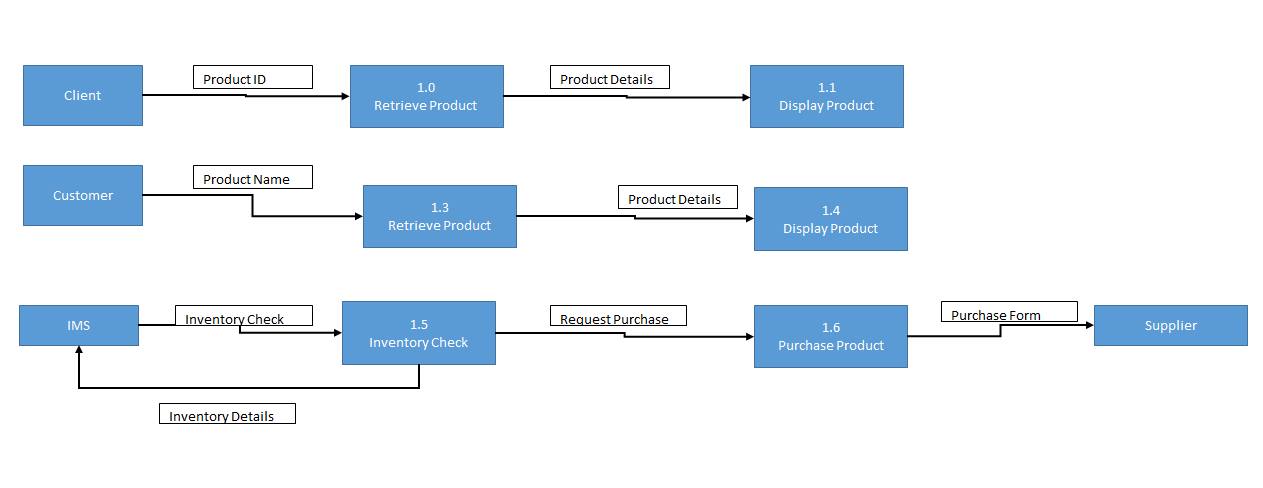 Client
Product ID
1.0
Retrieve Product
Product Details
1.1
Display Product
Customer
Product Name
1.3
Retrieve Product
Product Details
1.4
Display Product
IMS
Inventory Check
1.5
Inventory Check
Request Purchase
1.6
Purchase Product
Purchase Form
Supplier
Inventory Details